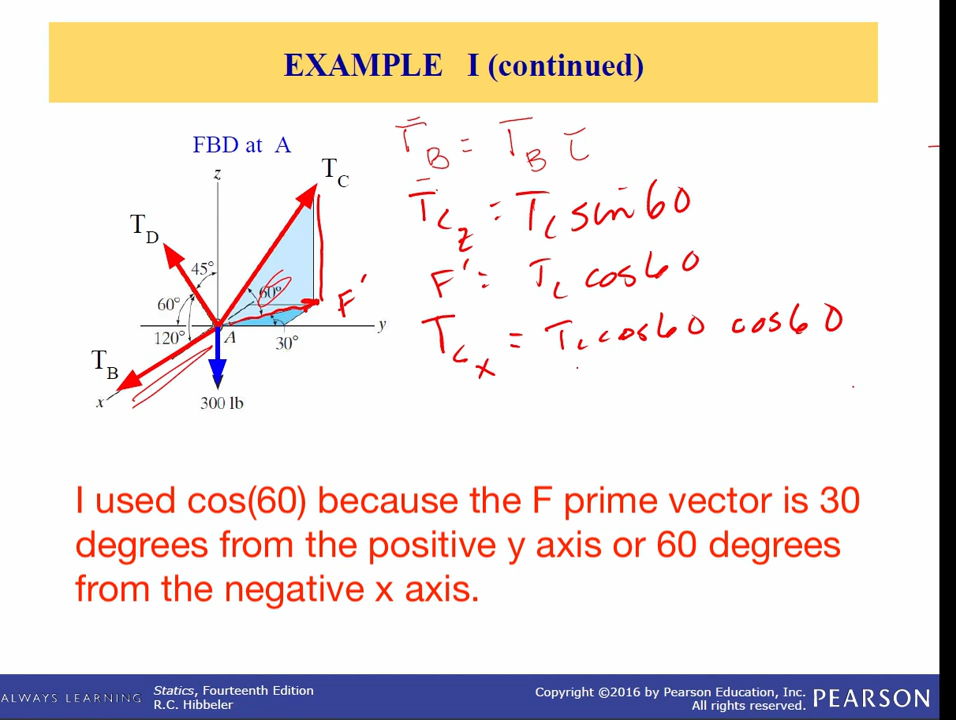 EXAMPLE I (continued)
FBD at A
z
T_C
T_D
45°
60°
60°
F'
y
120°
A
30°
T_B
x
300 lb
T̄_B = T_B i
T̄_Cz = T_C sin 60
F' = T_C cos 60
T_Cx = T_C cos 60 cos 60
I used cos(60) because the F prime vector is 30
degrees from the positive y axis or 60 degrees
from the negative x axis.
ALWAYS LEARNING
Statics, Fourteenth Edition
R.C. Hibbeler
Copyright ©2016 by Pearson Education, Inc.
All rights reserved.
PEARSON